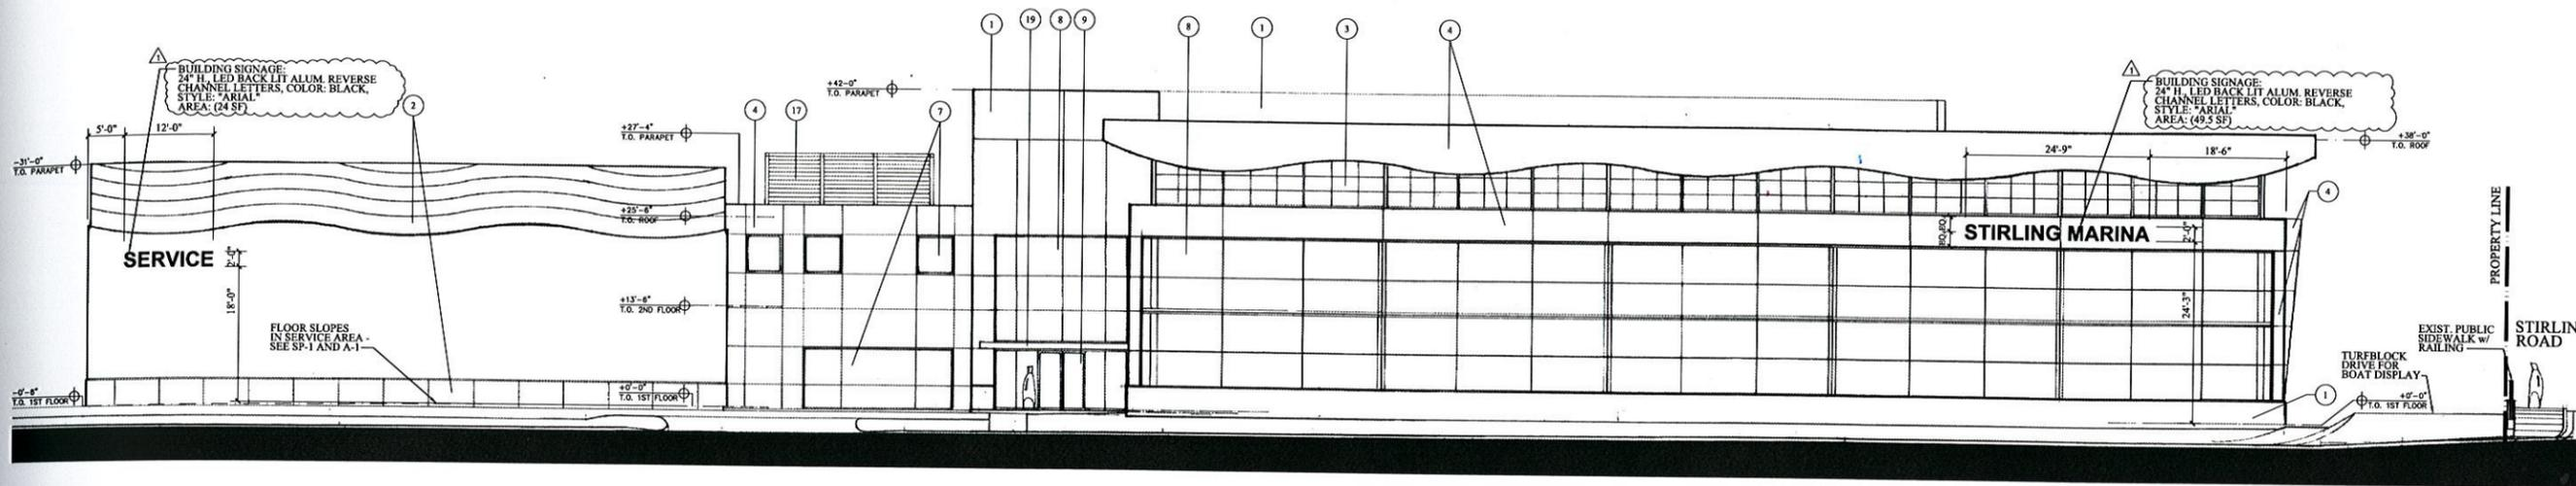 1
19
8
9
8
1
3
4
1
BUILDING SIGNAGE:
24" H., LED BACK LIT ALUM. REVERSE
CHANNEL LETTERS, COLOR: BLACK,
STYLE: "ARIAL"
AREA: (24 SF)
2
5'-0"
12'-0"
-31'-0"
T.O. PARAPET
+27'-4"
T.O. PARAPET
4
17
+42'-0"
T.O. PARAPET
7
1
BUILDING SIGNAGE:
24" H., LED BACK LIT ALUM. REVERSE
CHANNEL LETTERS, COLOR: BLACK,
STYLE: "ARIAL"
AREA: (49.5 SF)
+38'-0"
T.O. ROOF
24'-9"
18'-6"
4
+25'-6"
T.O. ROOF
SERVICE
2'-0"
18'-0"
EQ.
EQ.
STIRLING MARINA
2'-0"
24'-3"
PROPERTY LINE
+13'-6"
T.O. 2ND FLOOR
FLOOR SLOPES
IN SERVICE AREA -
SEE SP-1 AND A-1
EXIST. PUBLIC
SIDEWALK w/
RAILING
STIRLIN
ROAD
TURFBLOCK
DRIVE FOR
BOAT DISPLAY
-0'-8"
T.O. 1ST FLOOR
+0'-0"
T.O. 1ST FLOOR
1
+0'-0"
T.O. 1ST FLOOR